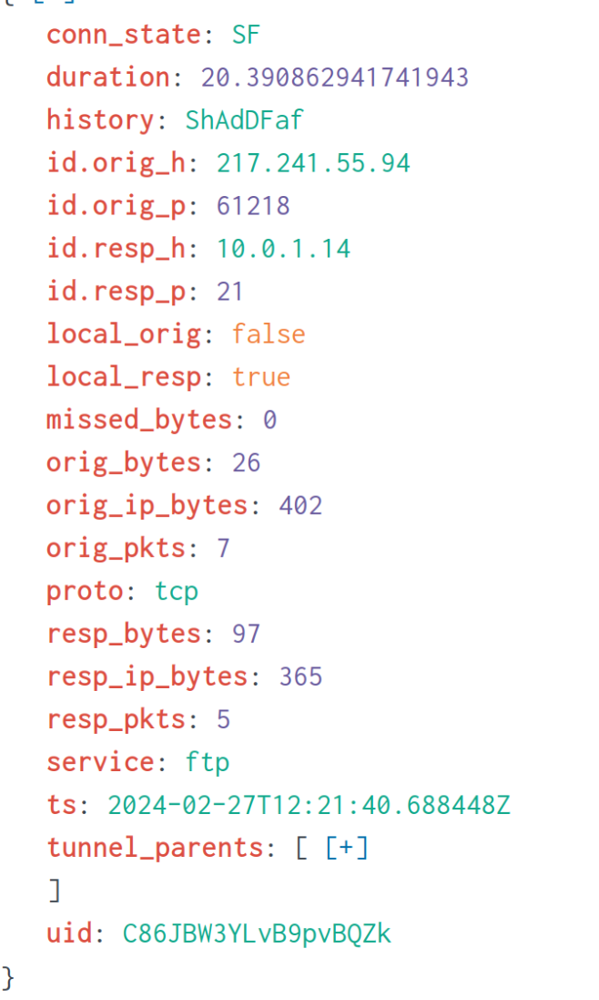 conn_state: SF
duration: 20.390862941741943
history: ShAdDFaf
id.orig_h: 217.241.55.94
id.orig_p: 61218
id.resp_h: 10.0.1.14
id.resp_p: 21
local_orig: false
local_resp: true
missed_bytes: 0
orig_bytes: 26
orig_ip_bytes: 402
orig_pkts: 7
proto: tcp
resp_bytes: 97
resp_ip_bytes: 365
resp_pkts: 5
service: ftp
ts: 2024-02-27T12:21:40.688448Z
tunnel_parents: [ [+]
]
uid: C86JBW3YLvB9pvBQZk
}